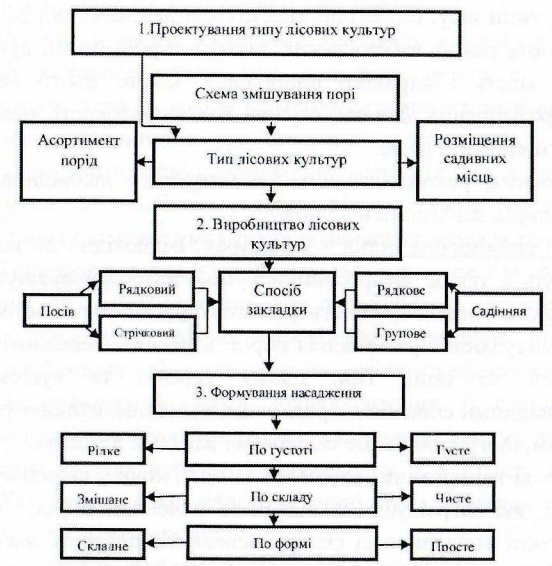 1.Проектування типу лісових культур
Схема змішування порі
Асортимент
порід
Тип лісових культур
Розміщення
садивних
місць
2. Виробництво лісових
культур
Посів
Рядковий
Стрічковий
Спосіб
закладки
Рядкове
Групове
Садіння
3. Формування насадження
Рілке
По густоті
Густе
Змішане
По складу
Чисте
Складне
По формі
Просте